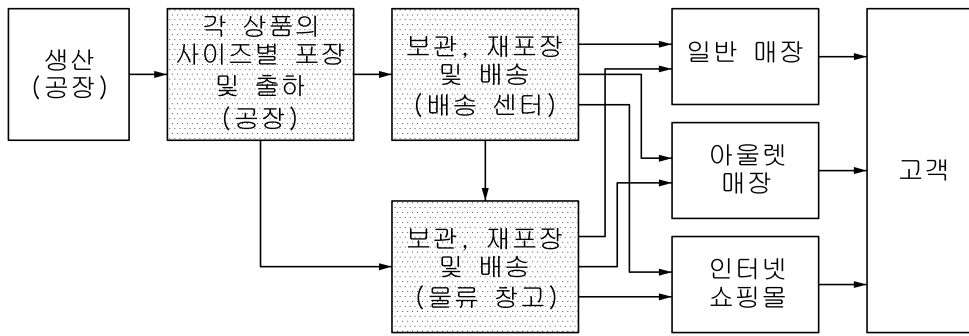 생산
(공장)
각 상품의
사이즈별 포장
및 출하
(공장)
보관, 재포장
및 배송
(배송 센터)
보관, 재포장
및 배송
(물류 창고)
일반 매장
아울렛
매장
인터넷
쇼핑몰
고객